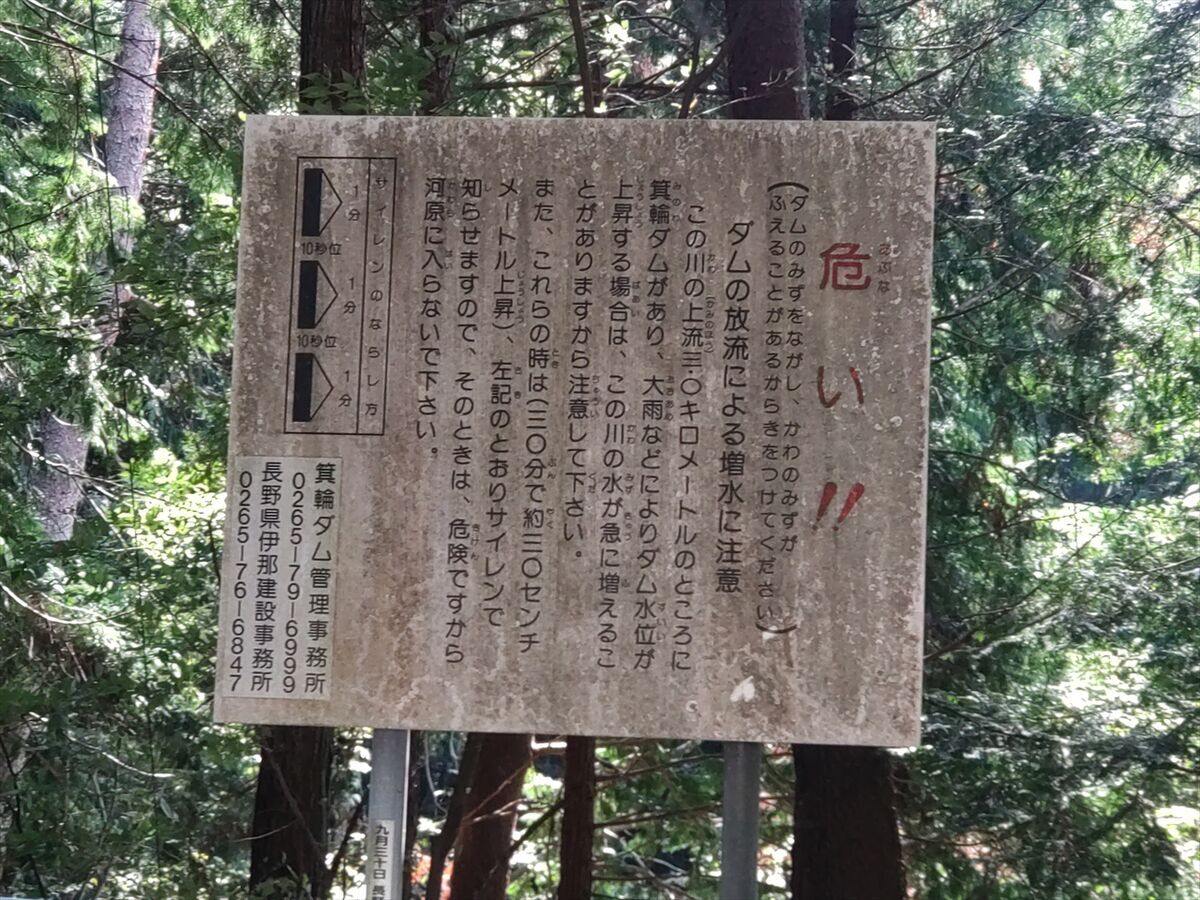 危い!!
(ダムのみずをながし、かわのみずが
ふえることがあるからきをつけてください)
ダムの放流による増水に注意
この川の上流三〇キロメートルのところに
箕輪ダムがあり、大雨などによりダム水位が
上昇する場合は、この川の水が急に増えるこ
とがありますから注意して下さい。
また、これらの時は(三〇分で約三〇センチ
メートル上昇)、左記のとおりサイレンで
知らせますので、そのときは、危険ですから
河原に入らないで下さい。
サイレンのならし方
1分
10秒位
1分
10秒位
1分
箕輪ダム管理事務所
0265-79-6999
長野県伊那建設事務所
0265-76-6847
九月三十日